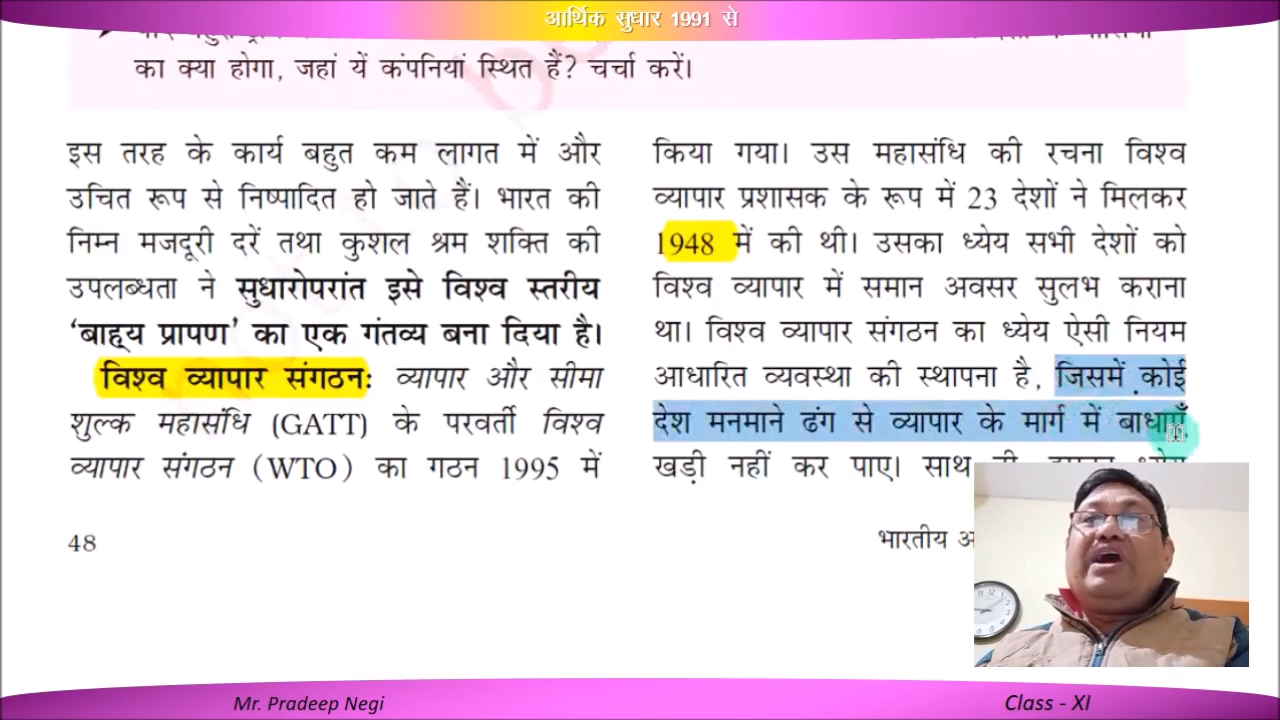 आर्थिक सुधार 1991 से
का क्या होगा, जहां यें कंपनियां स्थित हैं? चर्चा करें।
इस तरह के कार्य बहुत कम लागत में और
उचित रूप से निष्पादित हो जाते हैं। भारत की
निम्न मजदूरी दरें तथा कुशल श्रम शक्ति की
उपलब्धता ने सुधारोपरांत इसे विश्व स्तरीय
‘बाह्य प्रापण’ का एक गंतव्य बना दिया है।
विश्व व्यापार संगठनः व्यापार और सीमा
शुल्क महासंधि (GATT) के परवर्ती विश्व
व्यापार संगठन (WTO) का गठन 1995 में
48
किया गया। उस महासंधि की रचना विश्व
व्यापार प्रशासक के रूप में 23 देशों ने मिलकर
1948 में की थी। उसका ध्येय सभी देशों को
विश्व व्यापार में समान अवसर सुलभ कराना
था। विश्व व्यापार संगठन का ध्येय ऐसी नियम
आधारित व्यवस्था की स्थापना है, जिसमें कोई
देश मनमाने ढंग से व्यापार के मार्ग में बाधाएँ
खड़ी नहीं कर पाए। साथ
भारतीय
Mr. Pradeep Negi
Class - XI